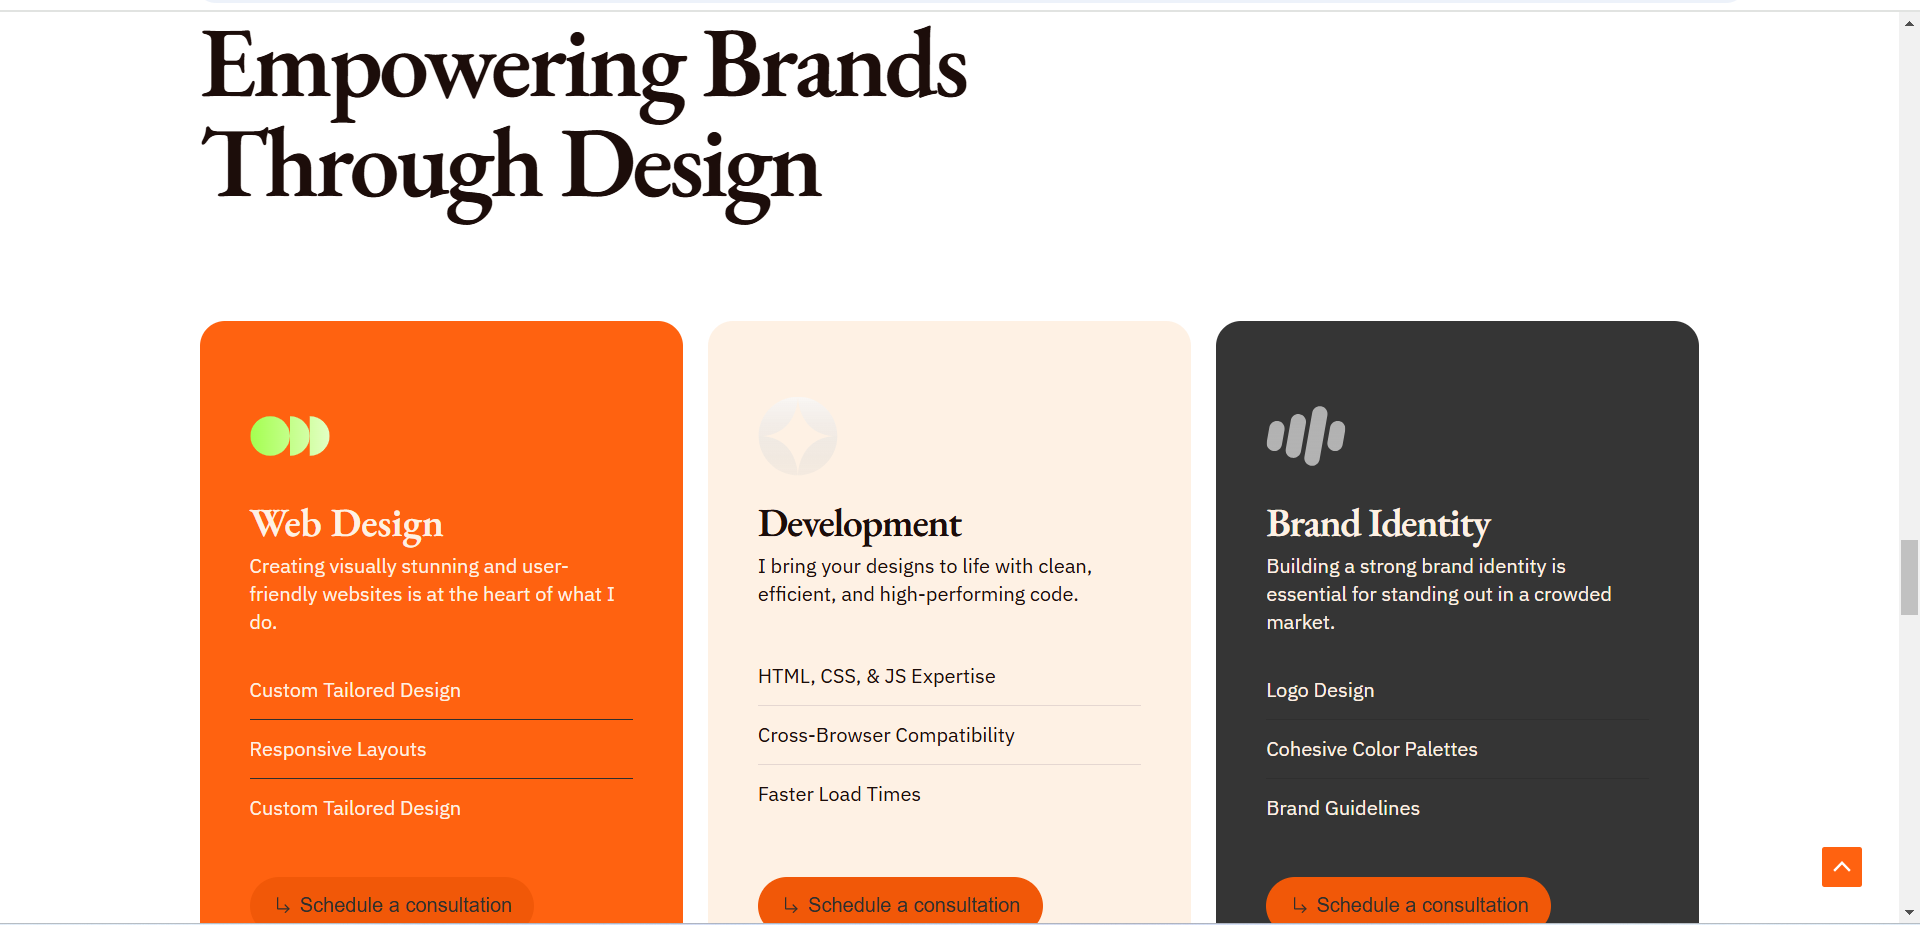 Empowering Brands
Through Design
Web Design
Creating visually stunning and user-
friendly websites is at the heart of what I
do.
Custom Tailored Design
Responsive Layouts
Custom Tailored Design
Schedule a consultation
Development
I bring your designs to life with clean,
efficient, and high-performing code.
HTML, CSS, & JS Expertise
Cross-Browser Compatibility
Faster Load Times
Schedule a consultation
Brand Identity
Building a strong brand identity is
essential for standing out in a crowded
market.
Logo Design
Cohesive Color Palettes
Brand Guidelines
Schedule a consultation